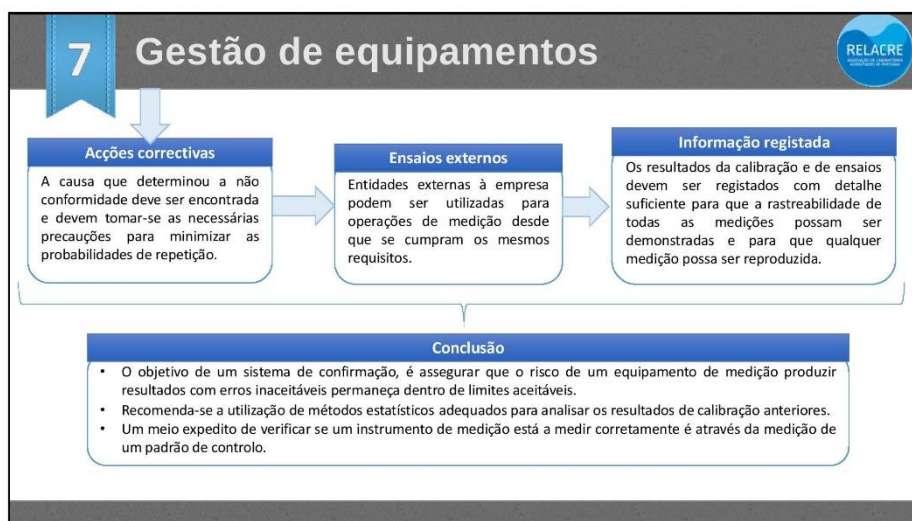 7
Gestão de equipamentos
RELACRE
ASSOCIAÇÃO DE LABORATÓRIOS
ACREDITADOS DE PORTUGAL
Acções correctivas
A causa que determinou a não
conformidade deve ser encontrada
e devem tomar-se as necessárias
precauções para minimizar as
probabilidades de repetição.
Ensaios externos
Entidades externas à empresa
podem ser utilizadas para
operações de medição desde
que se cumpram os mesmos
requisitos.
Informação registada
Os resultados da calibração e de ensaios
devem ser registados com detalhe
suficiente para que a rastreabilidade de
todas as medições possam ser
demonstradas e para que qualquer
medição possa ser reproduzida.
Conclusão
• O objetivo de um sistema de confirmação, é assegurar que o risco de um equipamento de medição produzir
resultados com erros inaceitáveis permaneça dentro de limites aceitáveis.
• Recomenda-se a utilização de métodos estatísticos adequados para analisar os resultados de calibração anteriores.
• Um meio expedito de verificar se um instrumento de medição está a medir corretamente é através da medição de
um padrão de controlo.